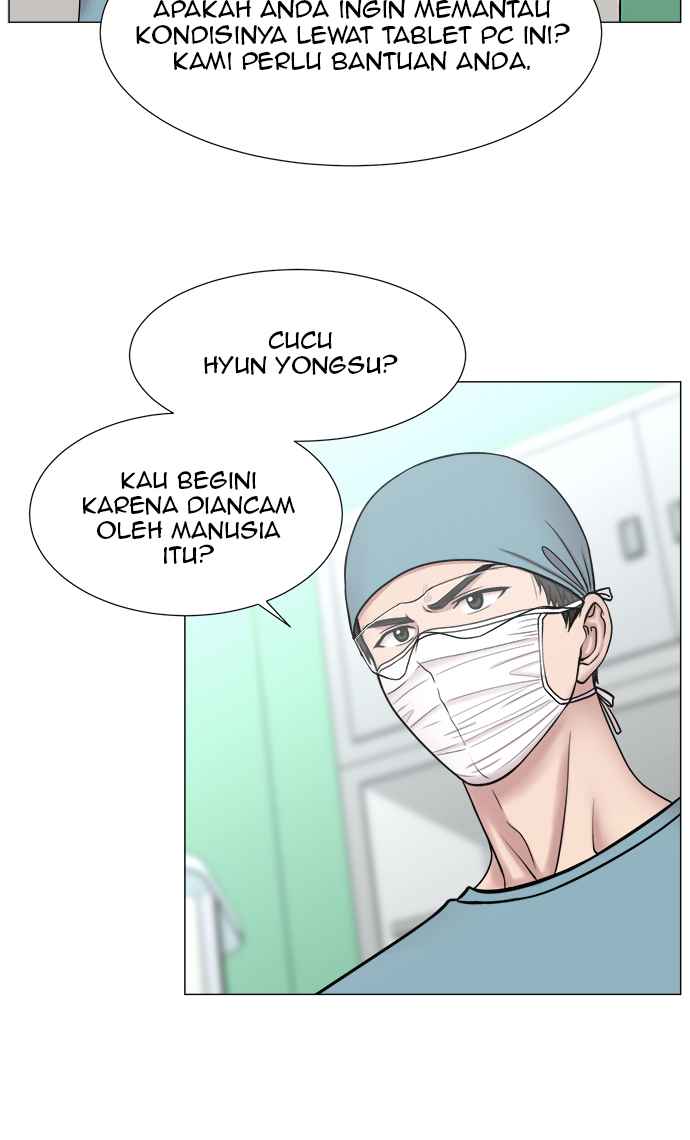 APAKAH ANDA INGIN MEMANTAU
KONDISINYA LEWAT TABLET PC INI?
KAMI PERLU BANTUAN ANDA.
CUCU
HYUN YONGSU?
KAU BEGINI
KARENA DIANCAM
OLEH MANUSIA
ITU?